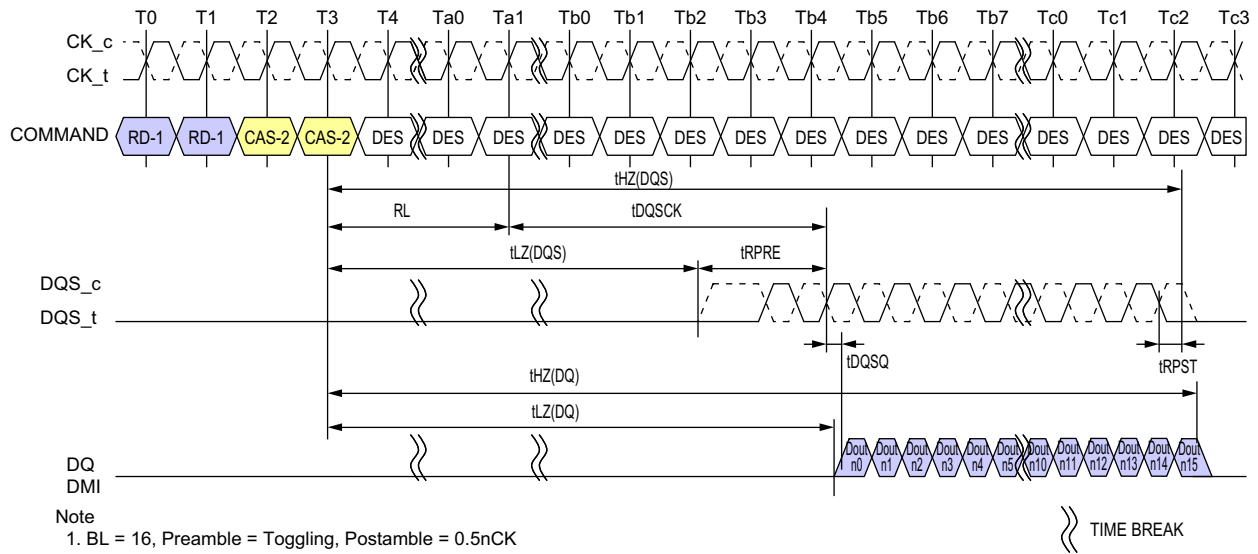 T0 T1 T2 T3 T4 Ta0 Ta1 Tb0 Tb1 Tb2 Tb3 Tb4 Tb5 Tb6 Tb7 Tc0 Tc1 Tc2 Tc3
CK_c
CK_t
COMMAND RD-1 RD-1 CAS-2 CAS-2 DES DES DES DES DES DES DES DES DES DES DES DES DES DES DES
tHZ(DQS)
RL tDQSCK
tLZ(DQS) tRPRE
DQS_c
DQS_t
tDQSQ tRPST
tHZ(DQ)
tLZ(DQ)
Dout Dout Dout Dout Dout Dout Dout Dout Dout Dout Dout Dout
n0 n1 n2 n3 n4 n5 n10 n11 n12 n13 n14 n15
DQ
DMI
Note
1. BL = 16, Preamble = Toggling, Postamble = 0.5nCK
TIME BREAK